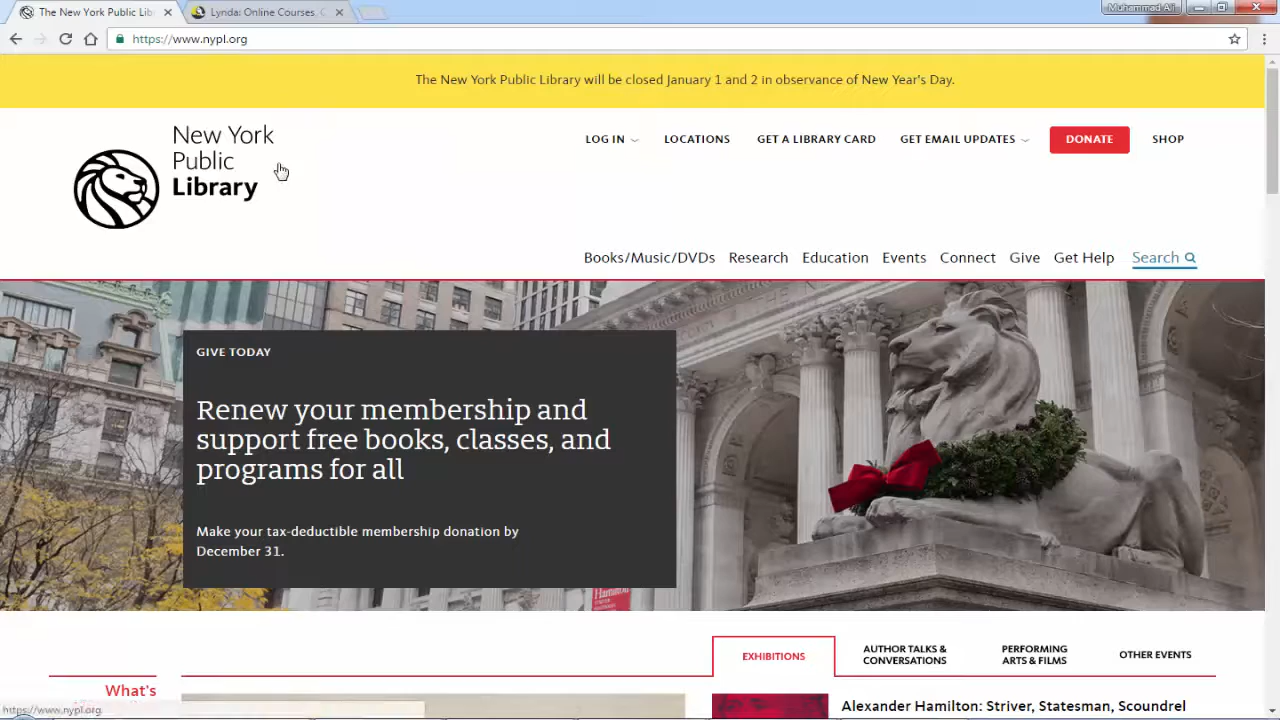 The New York Public Lib
Lynda: Online Courses, C
Muhammad Ali
https://www.nypl.org
The New York Public Library will be closed January 1 and 2 in observance of New Year's Day.
New York
Public
Library
LOG IN
LOCATIONS
GET A LIBRARY CARD
GET EMAIL UPDATES
DONATE
SHOP
Books/Music/DVDs
Research
Education
Events
Connect
Give
Get Help
Search
GIVE TODAY
Renew your membership and
support free books, classes, and
programs for all
Make your tax-deductible membership donation by
December 31.
Hamilton
EXHIBITIONS
AUTHOR TALKS &
CONVERSATIONS
PERFORMING
ARTS & FILMS
OTHER EVENTS
What's
Alexander Hamilton: Striver, Statesman, Scoundrel
https://www.nypl.org